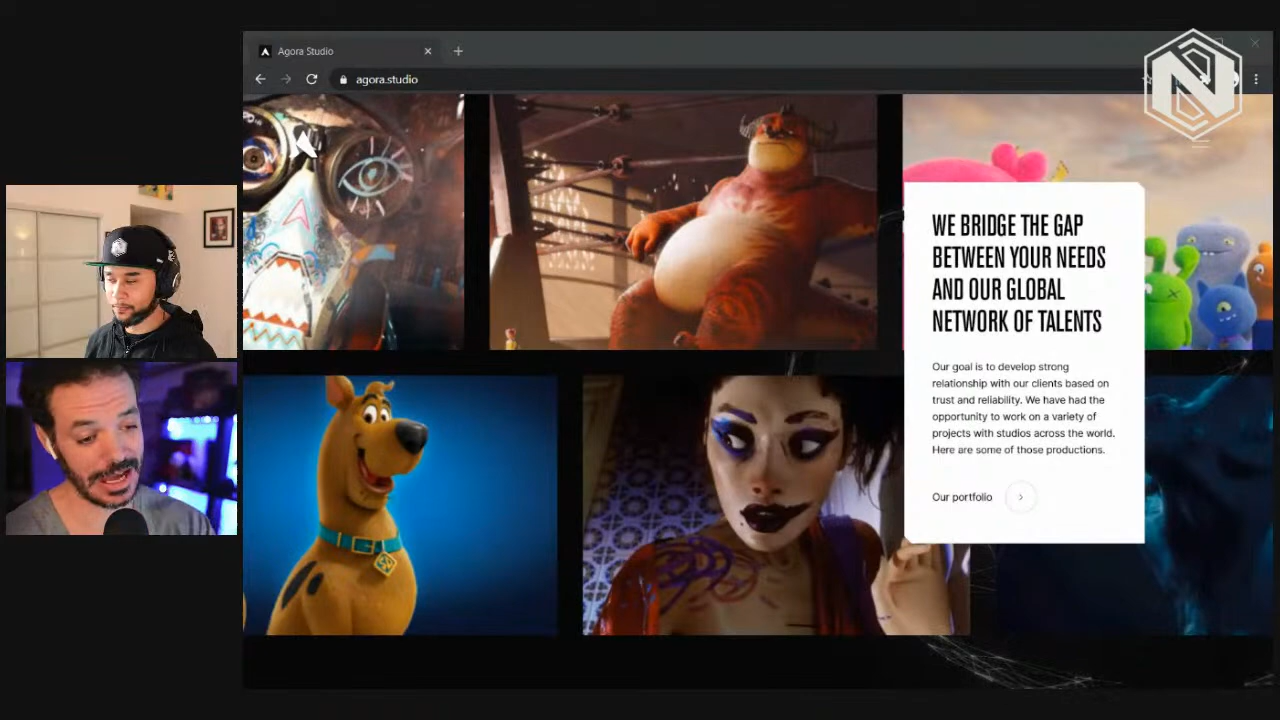 Agora Studio
agora.studio
WE BRIDGE THE GAP
BETWEEN YOUR NEEDS
AND OUR GLOBAL
NETWORK OF TALENTS
Our goal is to develop strong
relationship with our clients based on
trust and reliability. We have had the
opportunity to work on a variety of
projects with studios across the world.
Here are some of those productions.
Our portfolio